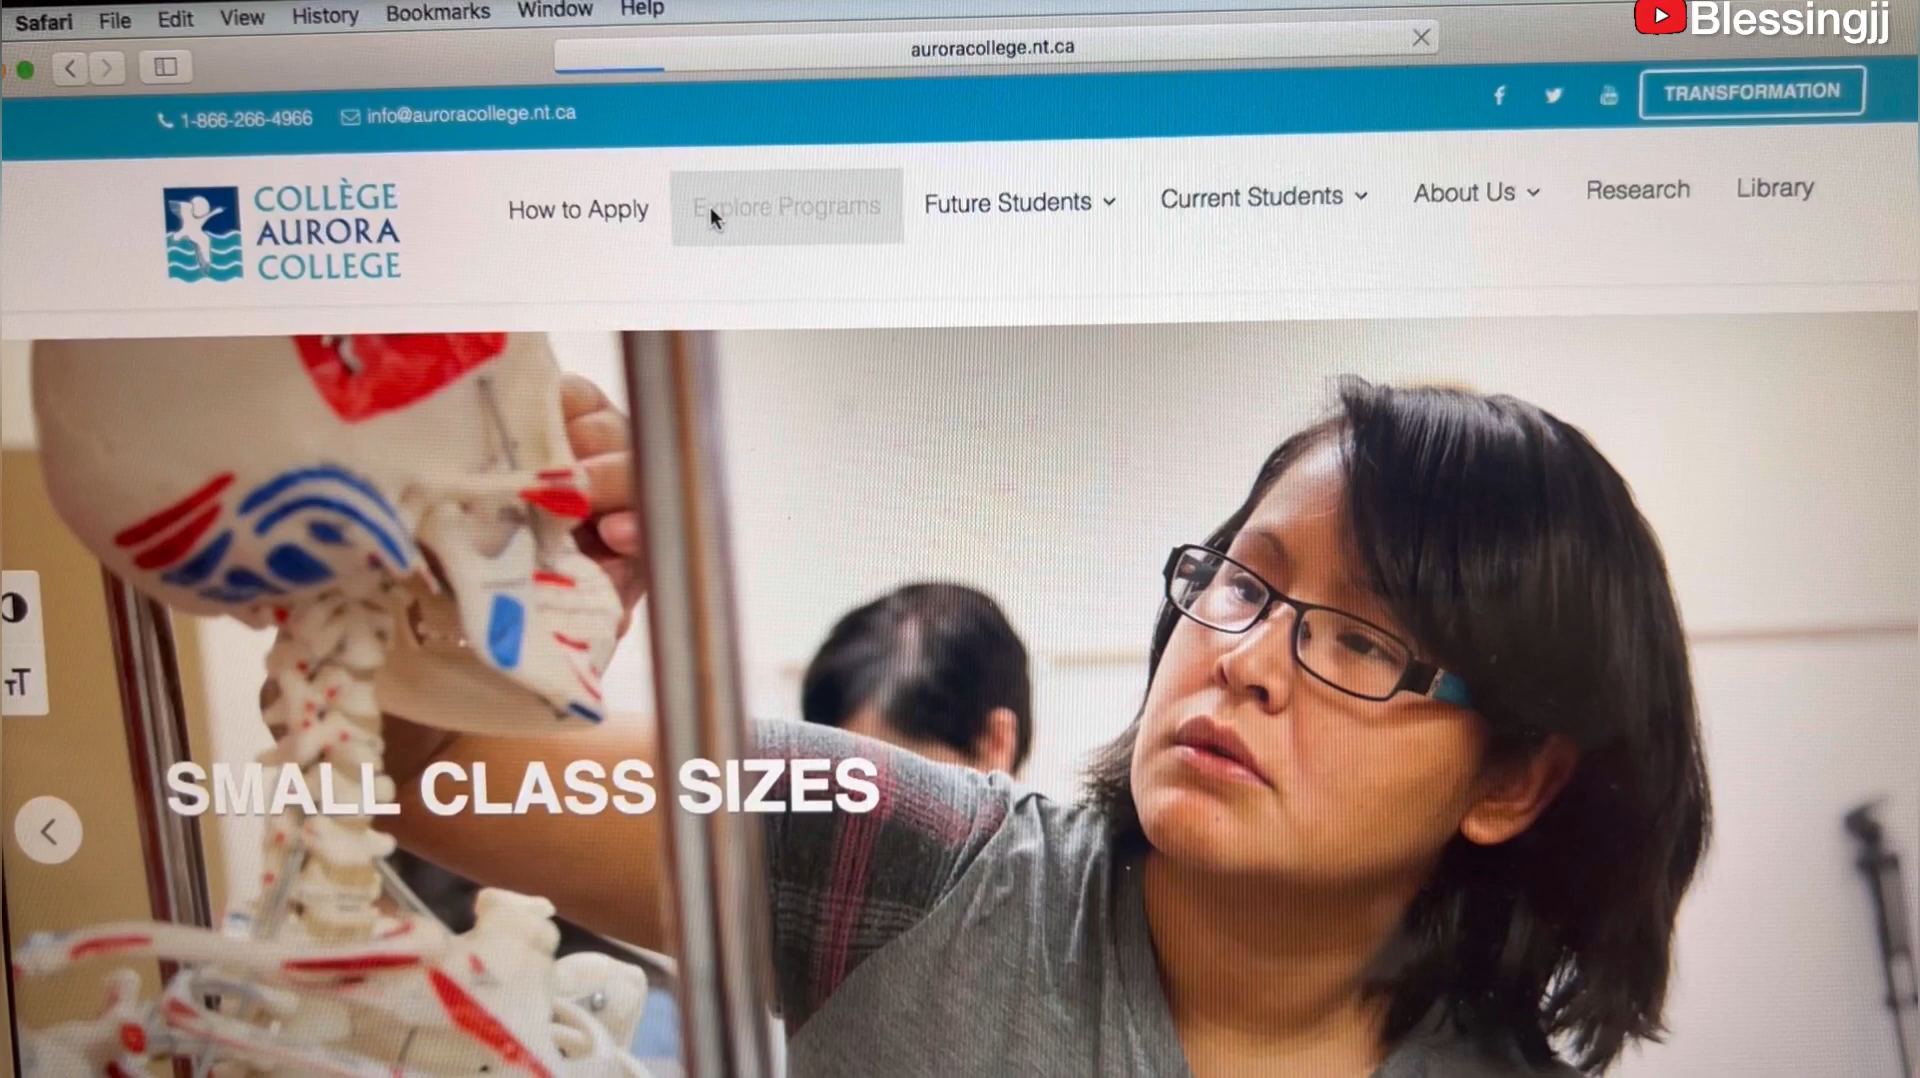 Safari File Edit View History Bookmarks Window Help
Blessingjj
auroracollege.nt.ca
1-866-266-4966 info@auroracollege.nt.ca
TRANSFORMATION
COLLÈGE
AURORA
COLLEGE
How to Apply Explore Programs Future Students Current Students About Us Research Library
TT
SMALL CLASS SIZES